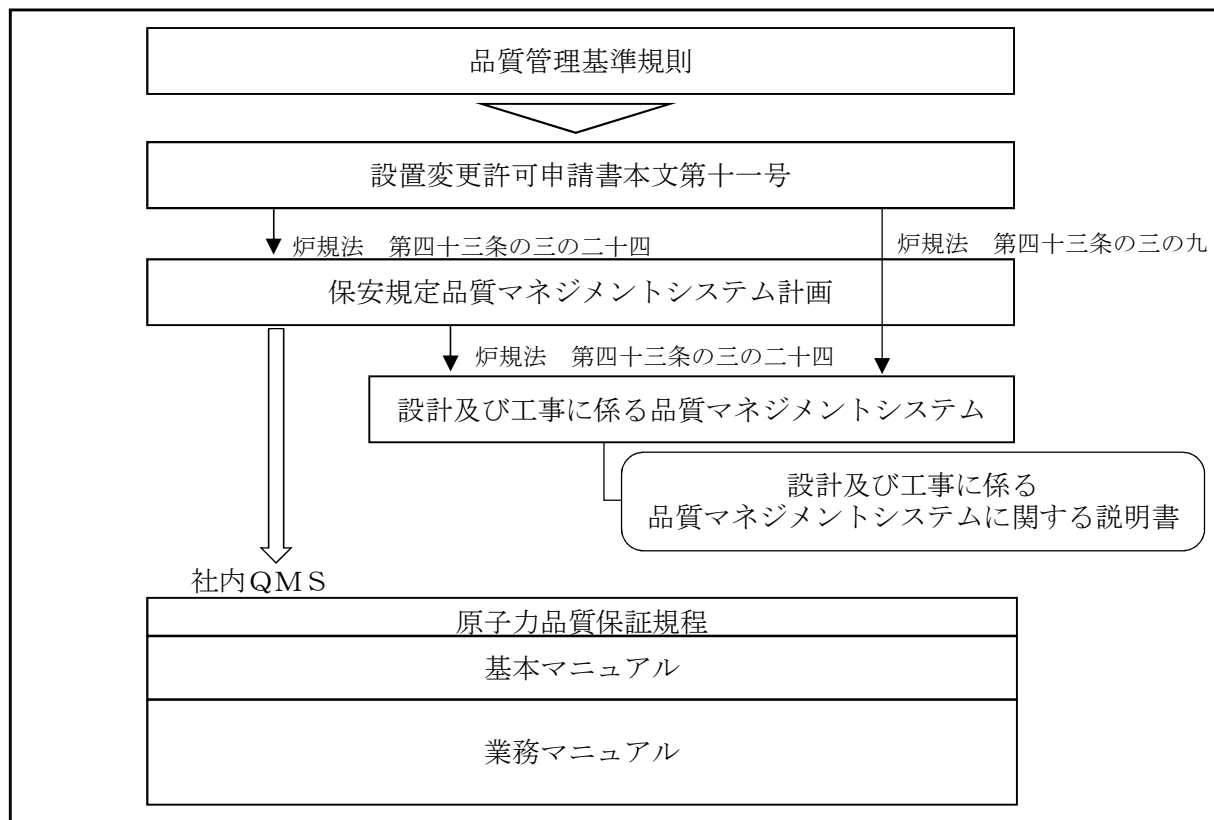 品質管理基準規則
設置変更許可申請書本文第十一号
炉規法　第四十三条の三の二十四
炉規法　第四十三条の三の九
保安規定品質マネジメントシステム計画
炉規法　第四十三条の三の二十四
設計及び工事に係る品質マネジメントシステム
設計及び工事に係る
品質マネジメントシステムに関する説明書
社内ＱＭＳ
原子力品質保証規程
基本マニュアル
業務マニュアル